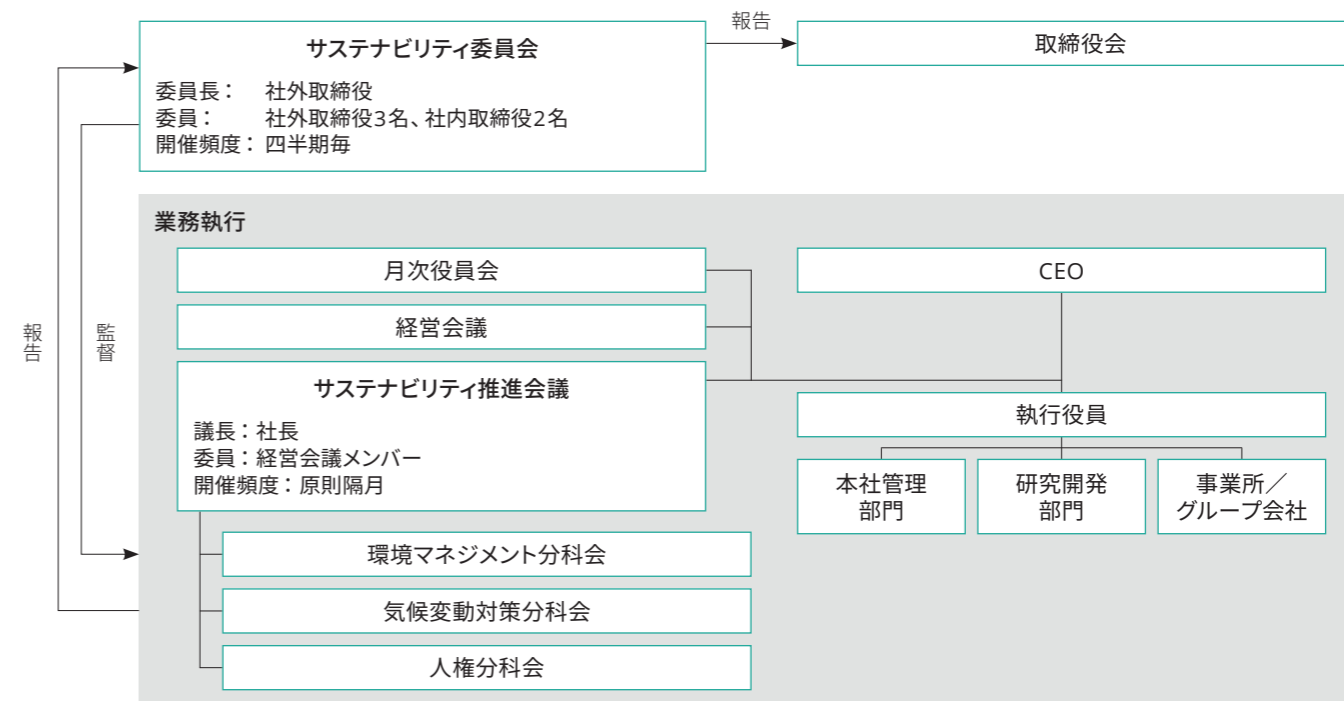 サステナビリティ委員会
委員長： 社外取締役
委員： 社外取締役3名、社内取締役2名
開催頻度： 四半期毎
報告
取締役会
報告
監督
業務執行
月次役員会
経営会議
サステナビリティ推進会議
議長：社長
委員：経営会議メンバー
開催頻度：原則隔月
環境マネジメント分科会
気候変動対策分科会
人権分科会
CEO
執行役員
本社管理
部門
研究開発
部門
事業所／
グループ会社